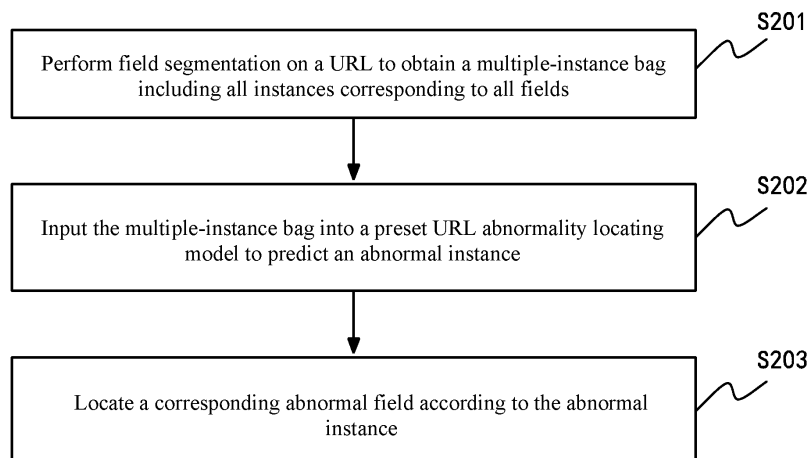 S201
Perform field segmentation on a URL to obtain a multiple-instance bag
including all instances corresponding to all fields
S202
Input the multiple-instance bag into a preset URL abnormality locating
model to predict an abnormal instance
S203
Locate a corresponding abnormal field according to the abnormal
instance